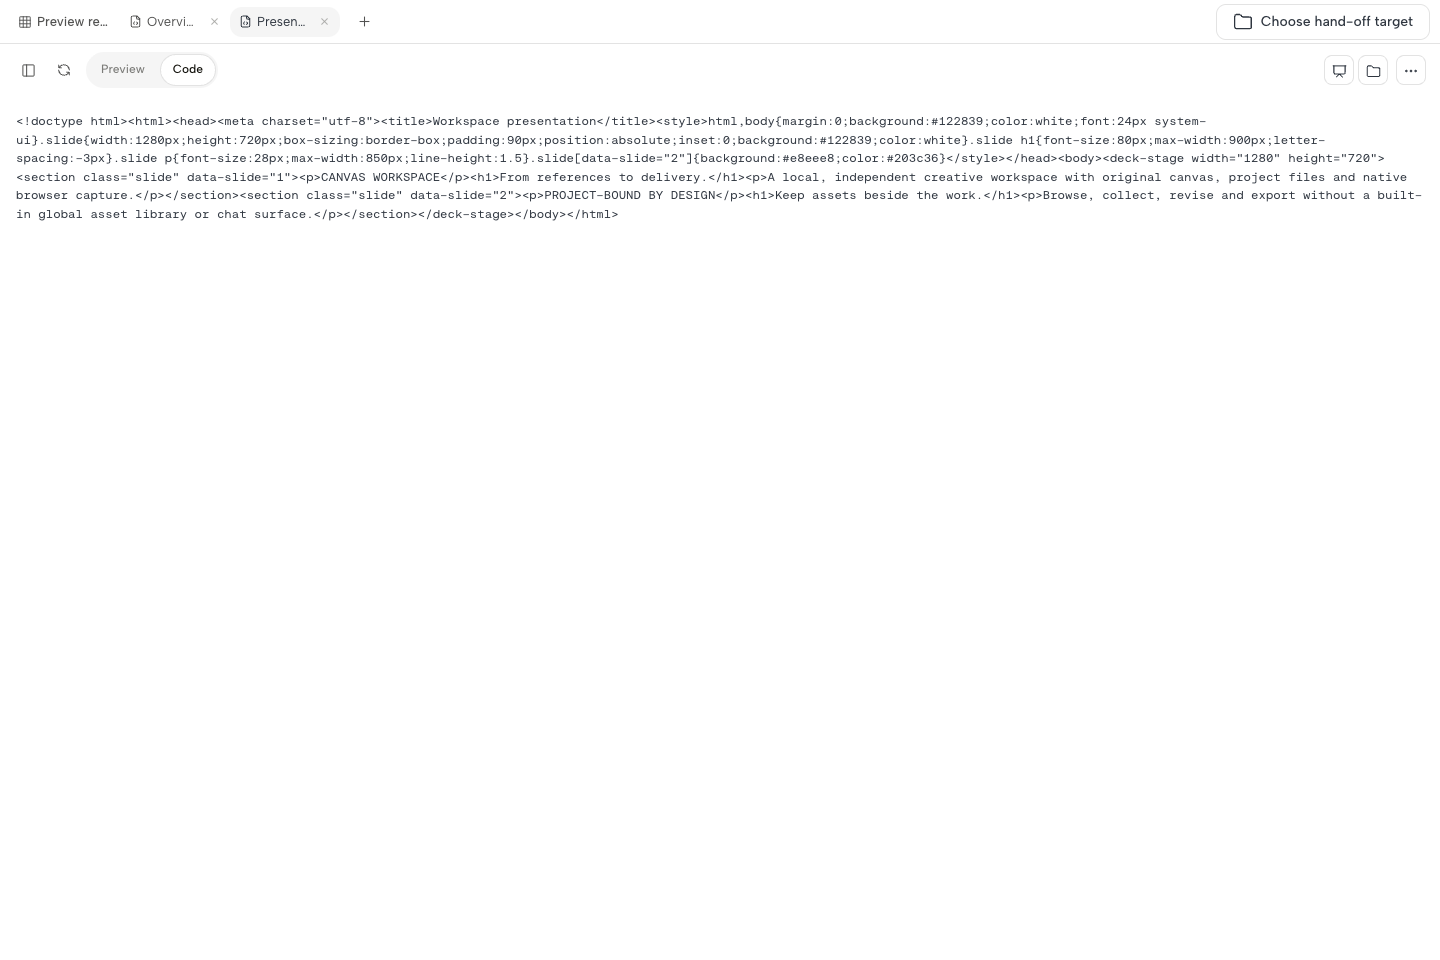 Preview re...
Overvi...
Presen...
Choose hand-off target
Preview
Code
<!doctype html><html><head><meta charset="utf-8"><title>Workspace presentation</title><style>html,body{margin:0;background:#122839;color:white;font:24px system-
ui}.slide{width:1280px;height:720px;box-sizing:border-box;padding:90px;position:absolute;inset:0;background:#122839;color:white}.slide h1{font-size:80px;max-width:900px;letter-
spacing:-3px}.slide p{font-size:28px;max-width:850px;line-height:1.5}.slide[data-slide="2"]{background:#e8eee8;color:#203c36}</style></head><body><deck-stage width="1280" height="720">
<section class="slide" data-slide="1"><p>CANVAS WORKSPACE</p><h1>From references to delivery.</h1><p>A local, independent creative workspace with original canvas, project files and native
browser capture.</p></section><section class="slide" data-slide="2"><p>PROJECT-BOUND BY DESIGN</p><h1>Keep assets beside the work.</h1><p>Browse, collect, revise and export without a built-
in global asset library or chat surface.</p></section></deck-stage></body></html>